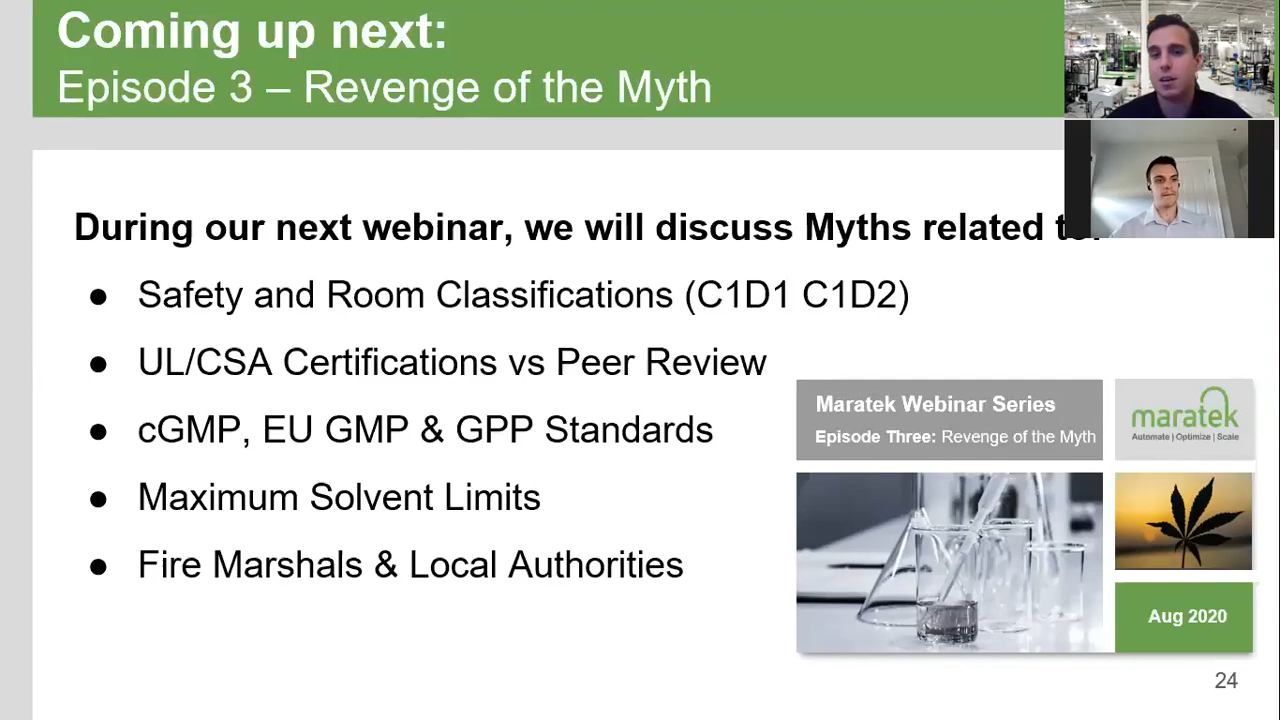 Coming up next:
Episode 3 – Revenge of the Myth
During our next webinar, we will discuss Myths related to:
● Safety and Room Classifications (C1D1 C1D2)
● UL/CSA Certifications vs Peer Review
● cGMP, EU GMP & GPP Standards
● Maximum Solvent Limits
● Fire Marshals & Local Authorities
Maratek Webinar Series
Episode Three: Revenge of the Myth
maratek
Automate | Optimize | Scale
Aug 2020
24